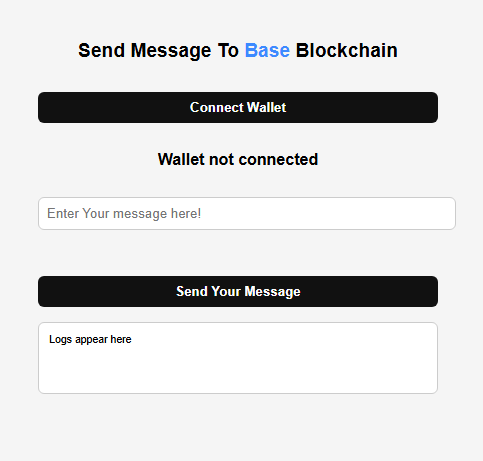 Send Message To Base Blockchain
Connect Wallet
Wallet not connected
Enter Your message here!
Send Your Message
Logs appear here